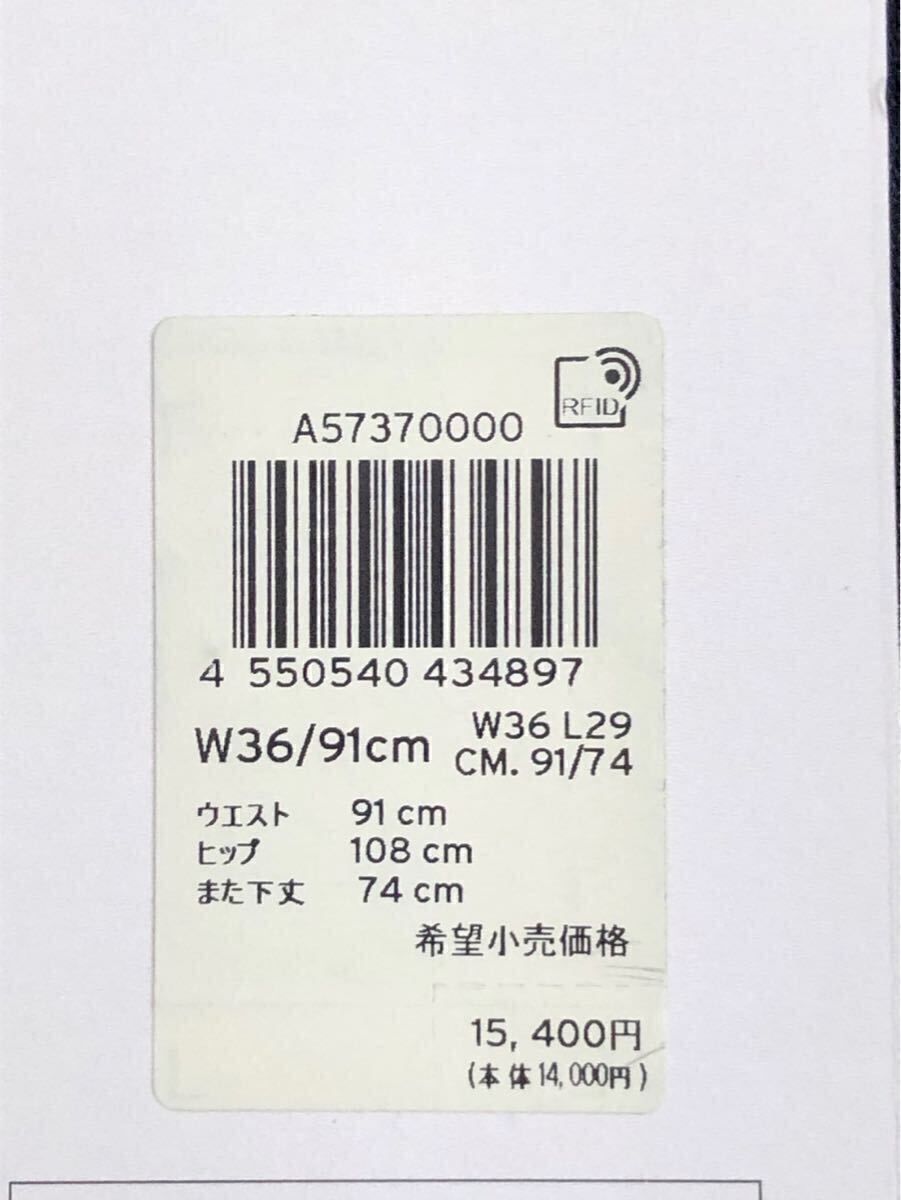 RFID
A57370000
4 550540 434897
W36/91cm
W36 L29
CM. 91/74
ウエスト 91 cm
ヒップ 108 cm
また下丈 74 cm
希望小売価格
15,400円
(本体14,000円)